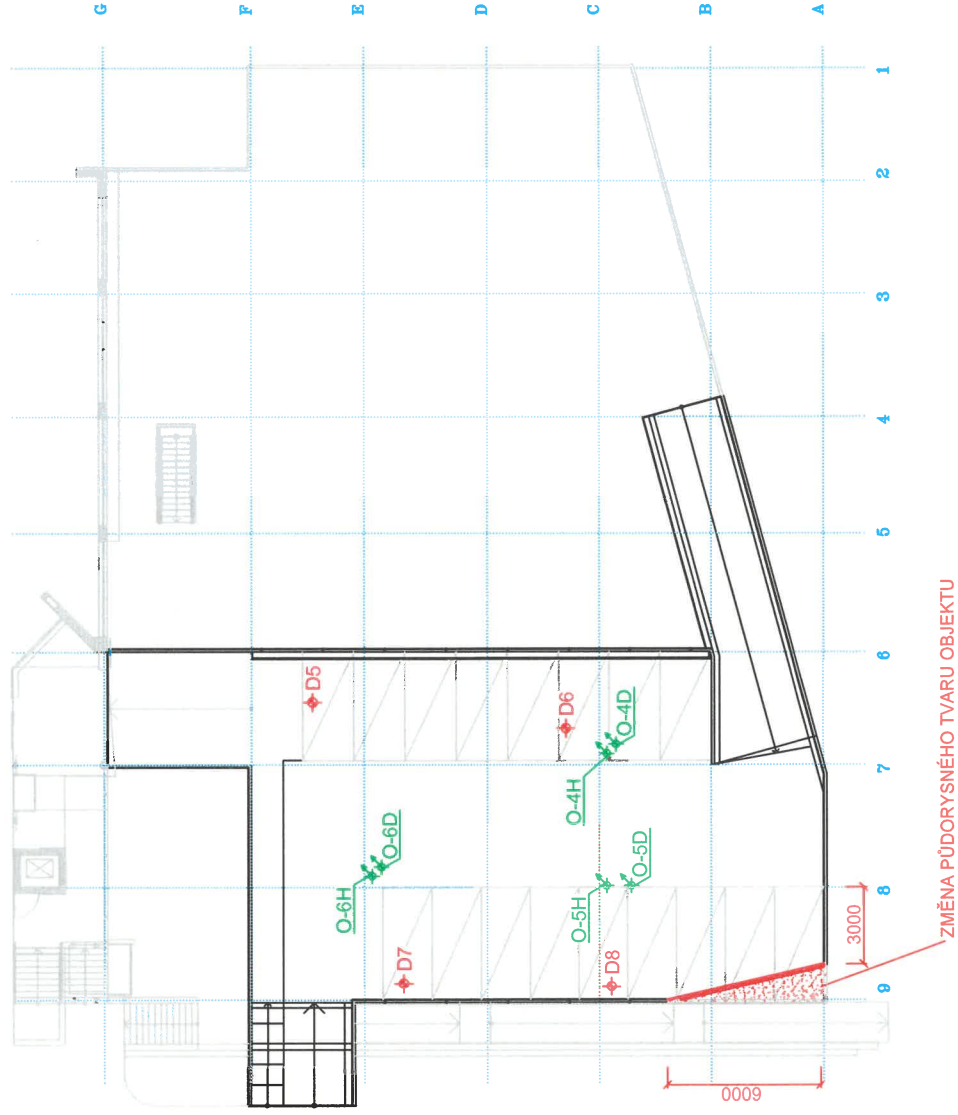 G
F
E
D
C
B
A
1
2
3
4
5
6
7
8
9
D5
D6
O-4D
O-4H
O-6D
O-6H
O-5D
O-5H
D7
D8
3000
6000
ZMĚNA PŮDORYSNÉHO TVARU OBJEKTU